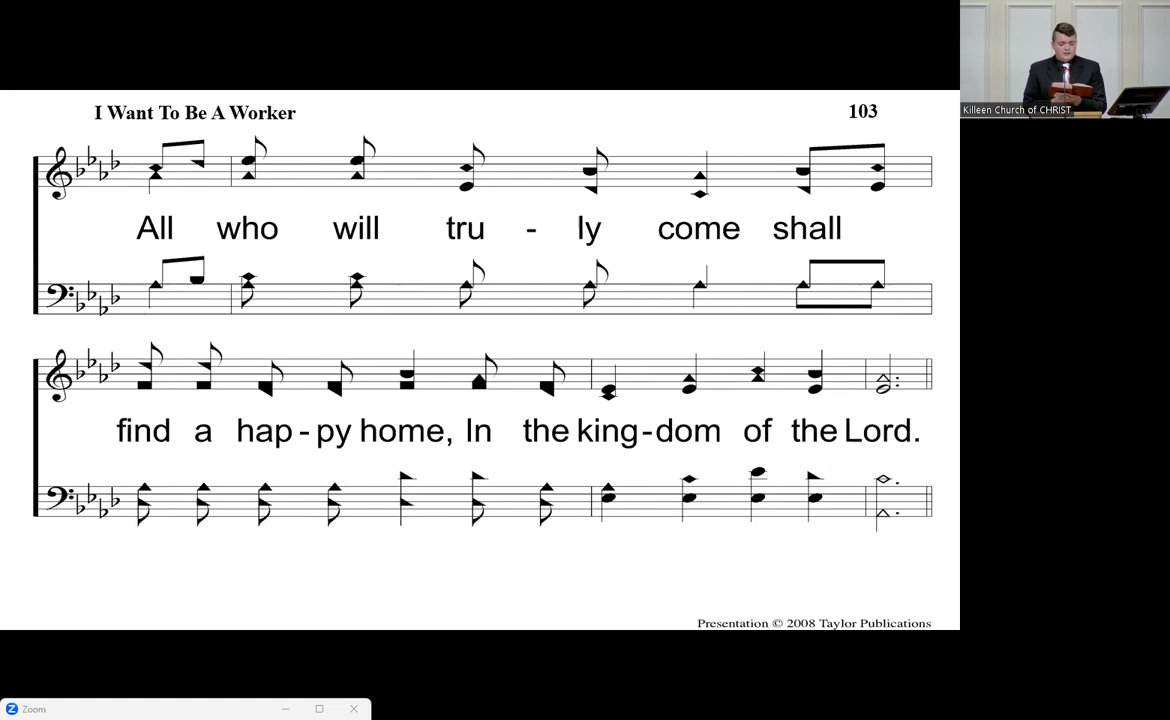 I Want To Be A Worker 103
Killeen Church of CHRIST
All who will tru - ly come shall
find a hap - py home, In the king - dom of the Lord.
Presentation © 2008 Taylor Publications
Zoom